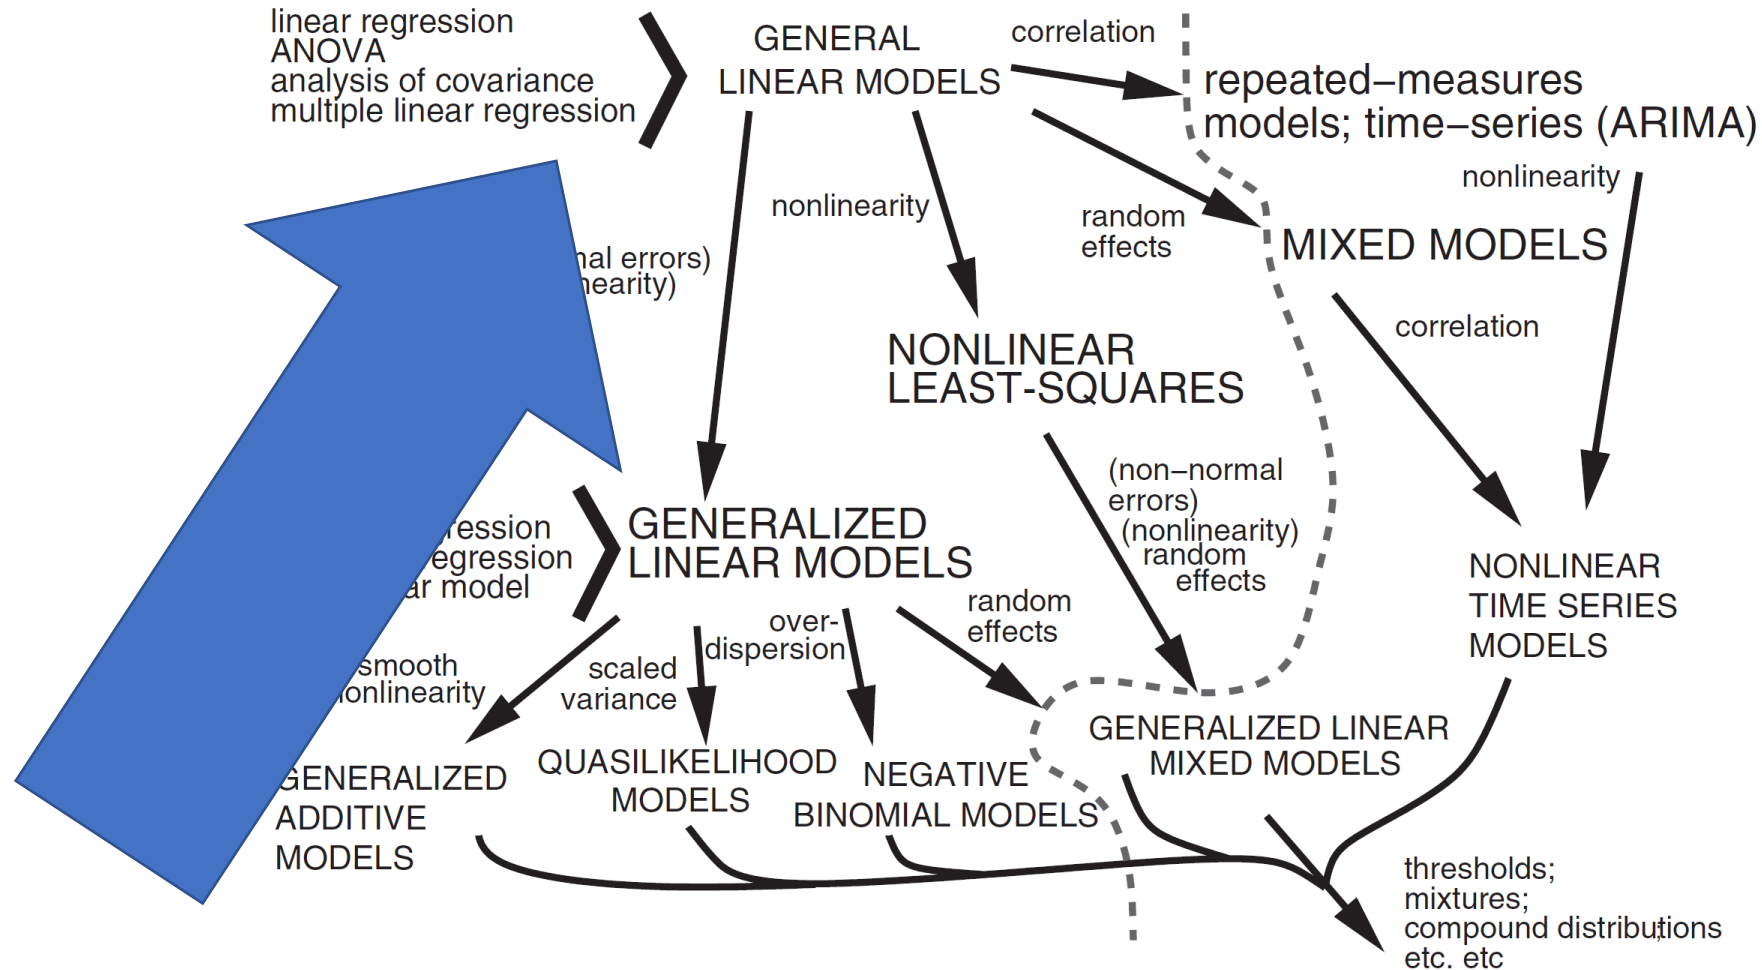 linear regression
ANOVA
analysis of covariance
multiple linear regression
GENERAL
LINEAR MODELS
correlation
repeated−measures
models; time−series (ARIMA)
nonlinearity
nonlinearity
random
effects
MIXED MODELS
errors)
correlation
NONLINEAR
LEAST-SQUARES
(non−normal
errors)
(nonlinearity)
random
effects
GENERALIZED
LINEAR MODELS
model
NONLINEAR
TIME SERIES
MODELS
random
effects
over-
dispersion
scaled
variance
smooth
GENERALIZED
ADDITIVE
MODELS
QUASILIKELIHOOD
MODELS
NEGATIVE
BINOMIAL MODELS
GENERALIZED LINEAR
MIXED MODELS
thresholds;
mixtures;
compound distributions;
etc. etc